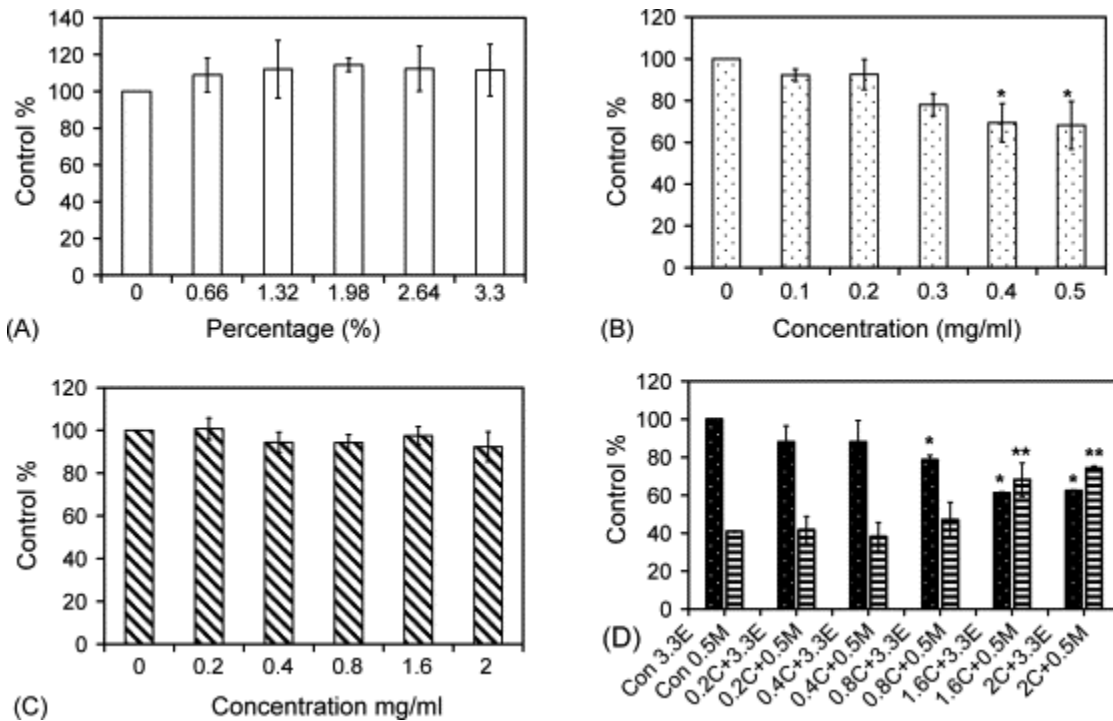 140
120
100
80
60
40
20
0
Control %
0 0.66 1.32 1.98 2.64 3.3
(A) Percentage (%)
120
100
80
60
40
20
0
Control %
* *
0 0.1 0.2 0.3 0.4 0.5
(B) Concentration (mg/ml)
120
100
80
60
40
20
0
Control %
0 0.2 0.4 0.8 1.6 2
(C) Concentration mg/ml
120
100
80
60
40
20
0
Control %
* * ** * **
(D)
Con 3.3E
Con 0.5M
0.2C+3.3E
0.2C+0.5M
0.4C+3.3E
0.4C+0.5M
0.8C+3.3E
0.8C+0.5M
1.6C+3.3E
1.6C+0.5M
2C+3.3E
2C+0.5M